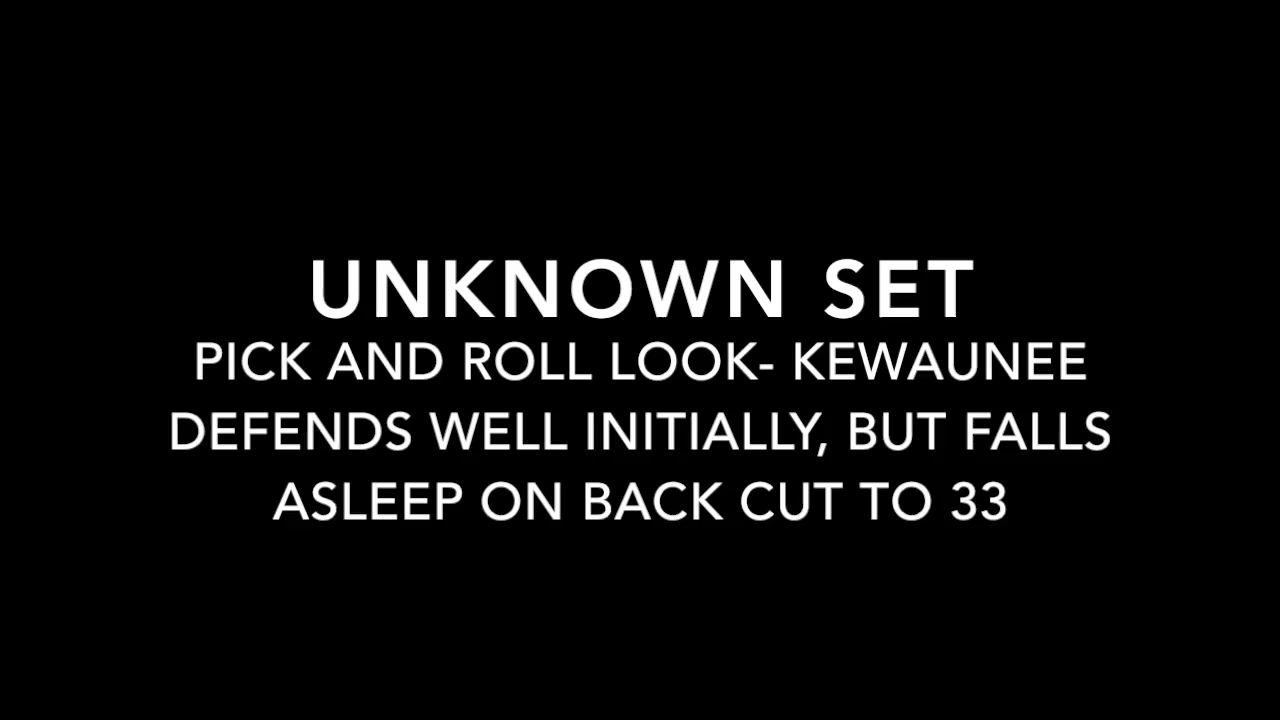 UNKNOWN SET
PICK AND ROLL LOOK- KEWAUNEE
DEFENDS WELL INITIALLY, BUT FALLS
ASLEEP ON BACK CUT TO 33